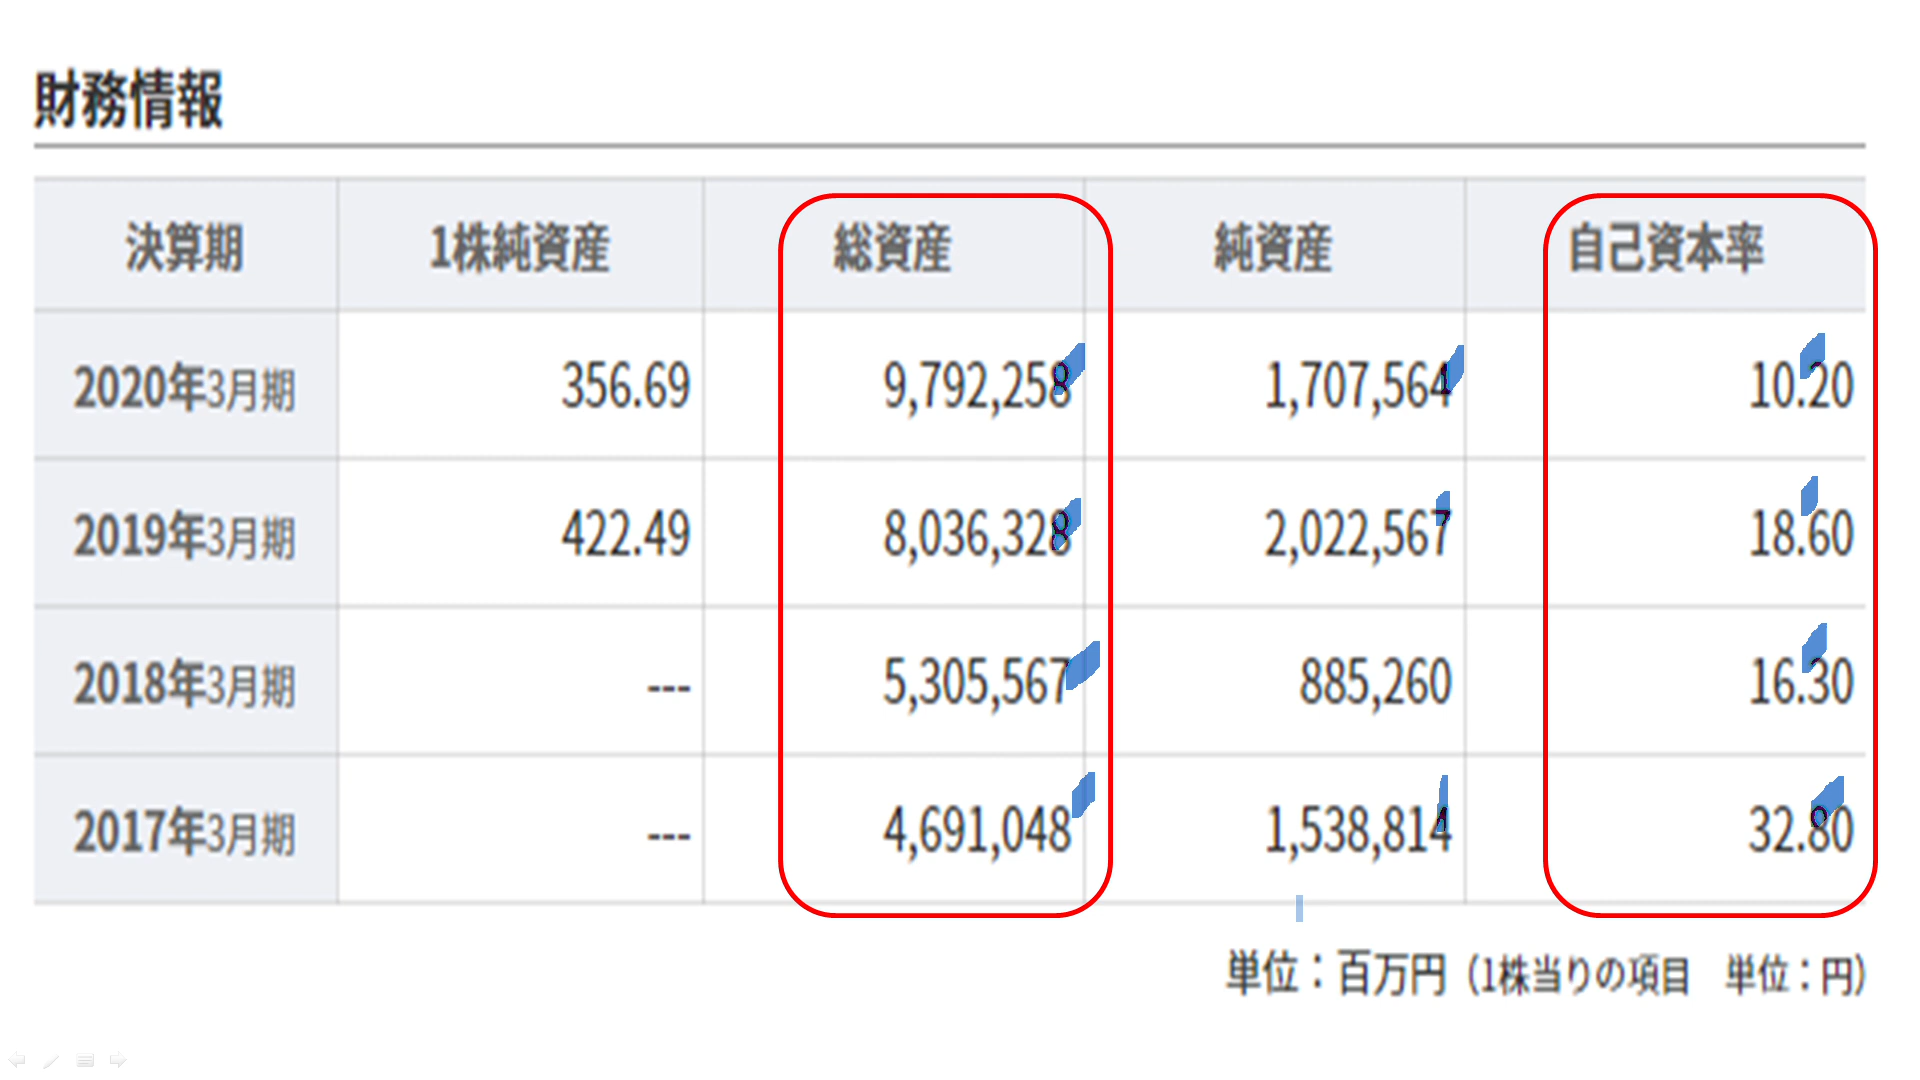 財務情報
決算期 1株純資産 総資産 純資産 自己資本率
2020年3月期 356.69 9,792,258 1,707,564 10.20
2019年3月期 422.49 8,036,328 2,022,567 18.60
2018年3月期 --- 5,305,567 885,260 16.30
2017年3月期 --- 4,691,048 1,538,814 32.80
単位：百万円（1株当りの項目　単位：円）